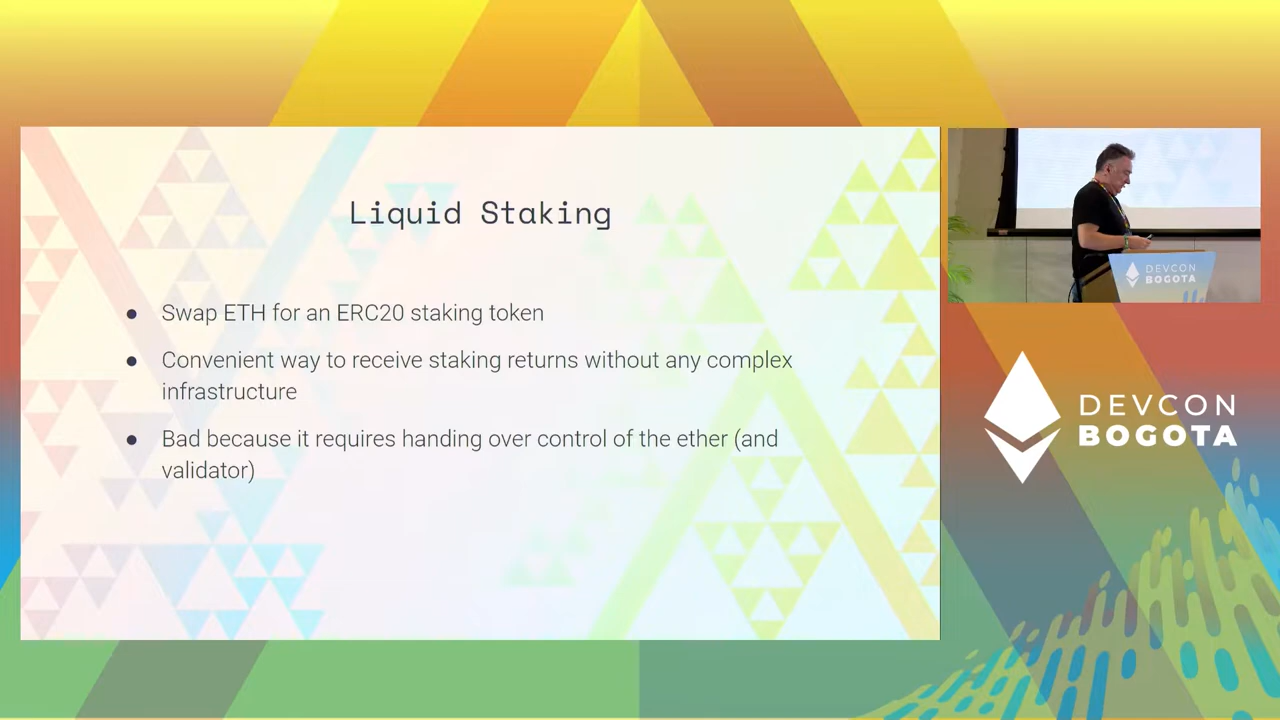 Liquid Staking
● Swap ETH for an ERC20 staking token
● Convenient way to receive staking returns without any complex
infrastructure
● Bad because it requires handing over control of the ether (and
validator)
DEVCON
BOGOTA
DEVCON
BOGOTA